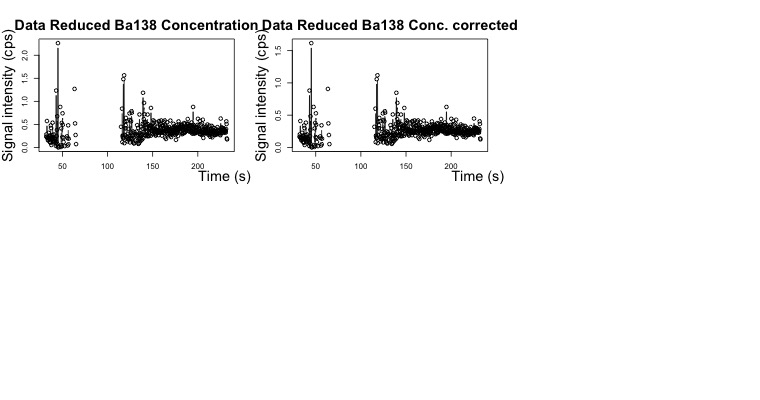 Data Reduced Ba138 Concentration
Signal intensity (cps)
0.0 0.5 1.0 1.5 2.0
50 100 150 200
Time (s)
Data Reduced Ba138 Conc. corrected
Signal intensity (cps)
0.0 0.5 1.0 1.5
50 100 150 200
Time (s)